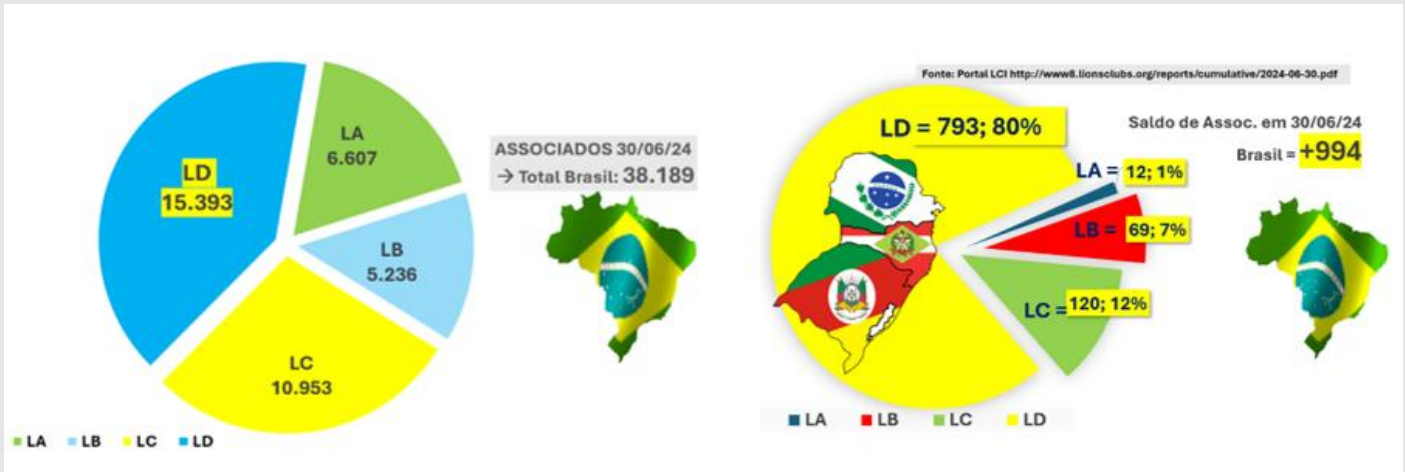 LA
6.607
LD
15.393
LB
5.236
LC
10.953
LA LB LC LD
ASSOCIADOS 30/06/24
→ Total Brasil: 38.189
Fonte: Portal LCI http://www8.lionsclubs.org/reports/cumulative/2024-06-30.pdf
LD = 793; 80%
Saldo de Assoc. em 30/06/24
Brasil = +994
LA = 12; 1%
LB = 69; 7%
LC = 120; 12%
LA LB LC LD